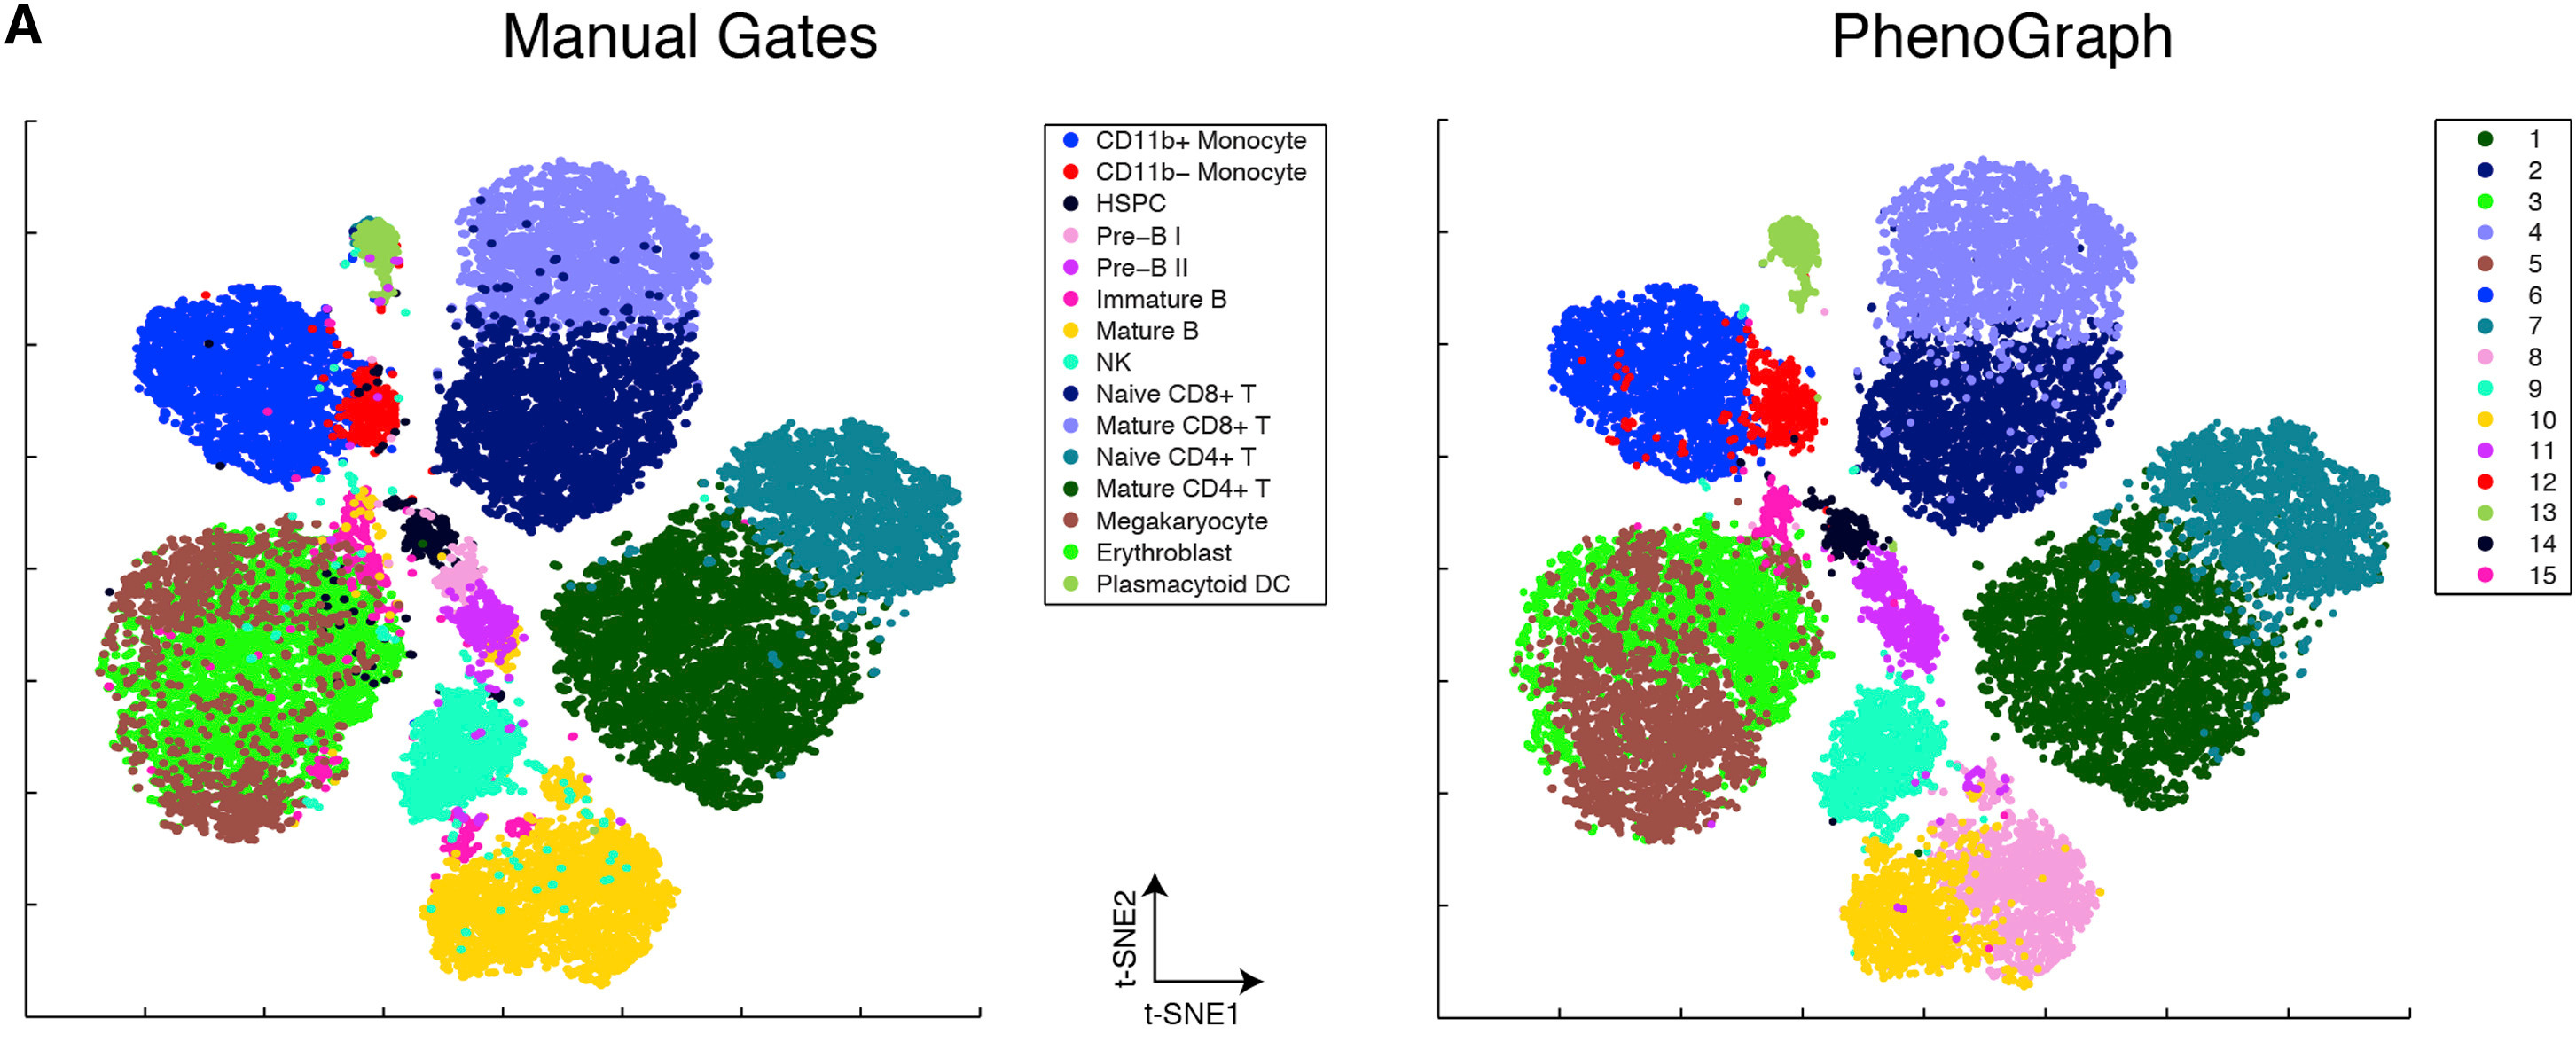 A
Manual Gates
PhenoGraph
CD11b+ Monocyte
CD11b− Monocyte
HSPC
Pre−B I
Pre−B II
Immature B
Mature B
NK
Naive CD8+ T
Mature CD8+ T
Naive CD4+ T
Mature CD4+ T
Megakaryocyte
Erythroblast
Plasmacytoid DC
t-SNE2
t-SNE1
1
2
3
4
5
6
7
8
9
10
11
12
13
14
15